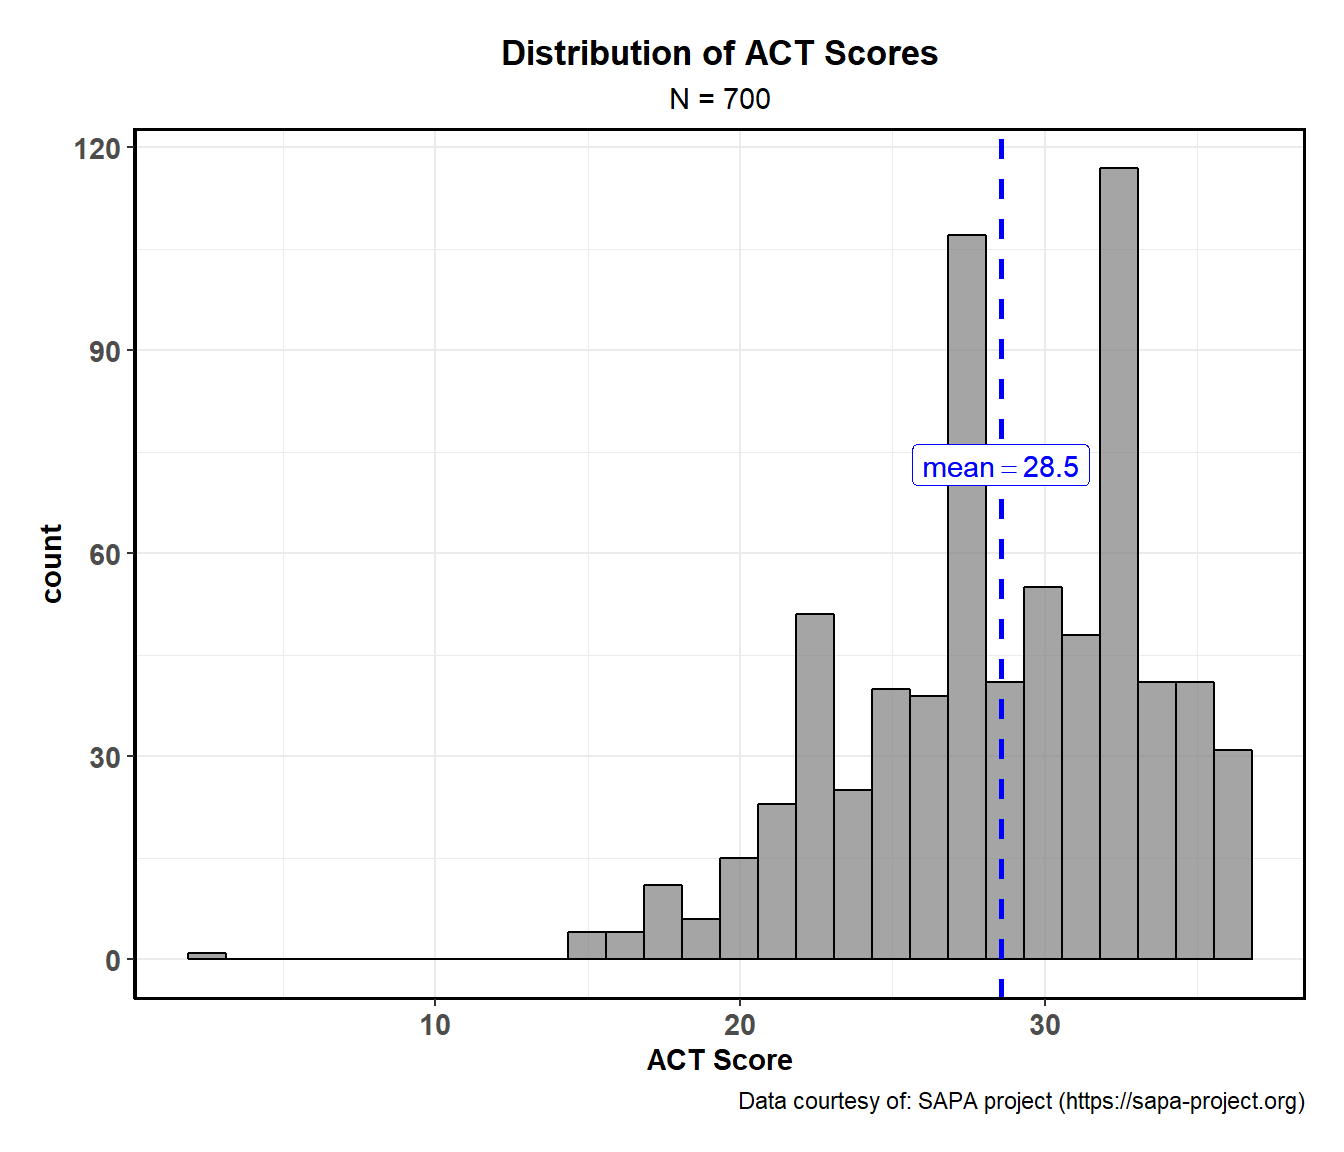 Distribution of ACT Scores
N = 700
120
90
60
30
0
count
mean = 28.5
10 20 30
ACT Score
Data courtesy of: SAPA project (https://sapa-project.org)